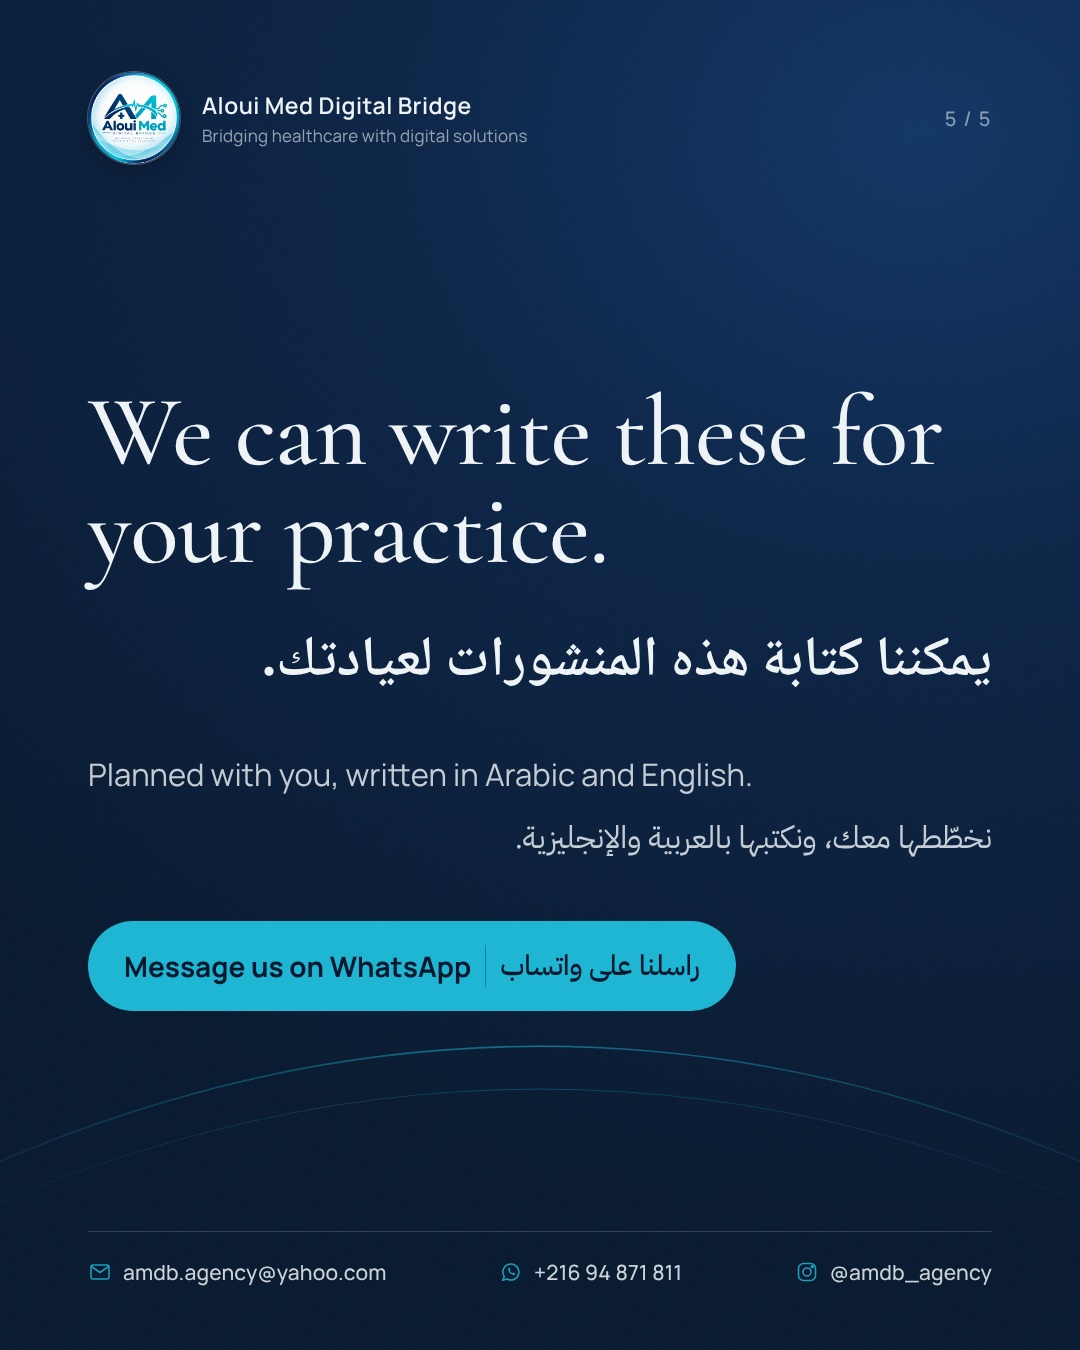 Aloui Med
DIGITAL BRIDGE
Aloui Med Digital Bridge
Bridging healthcare with digital solutions
5 / 5
We can write these for
your practice.
يمكننا كتابة هذه المنشورات لعيادتك.
Planned with you, written in Arabic and English.
نخطّطها معك، ونكتبها بالعربية والإنجليزية.
Message us on WhatsApp راسلنا على واتساب
amdb.agency@yahoo.com
+216 94 871 811
@amdb_agency